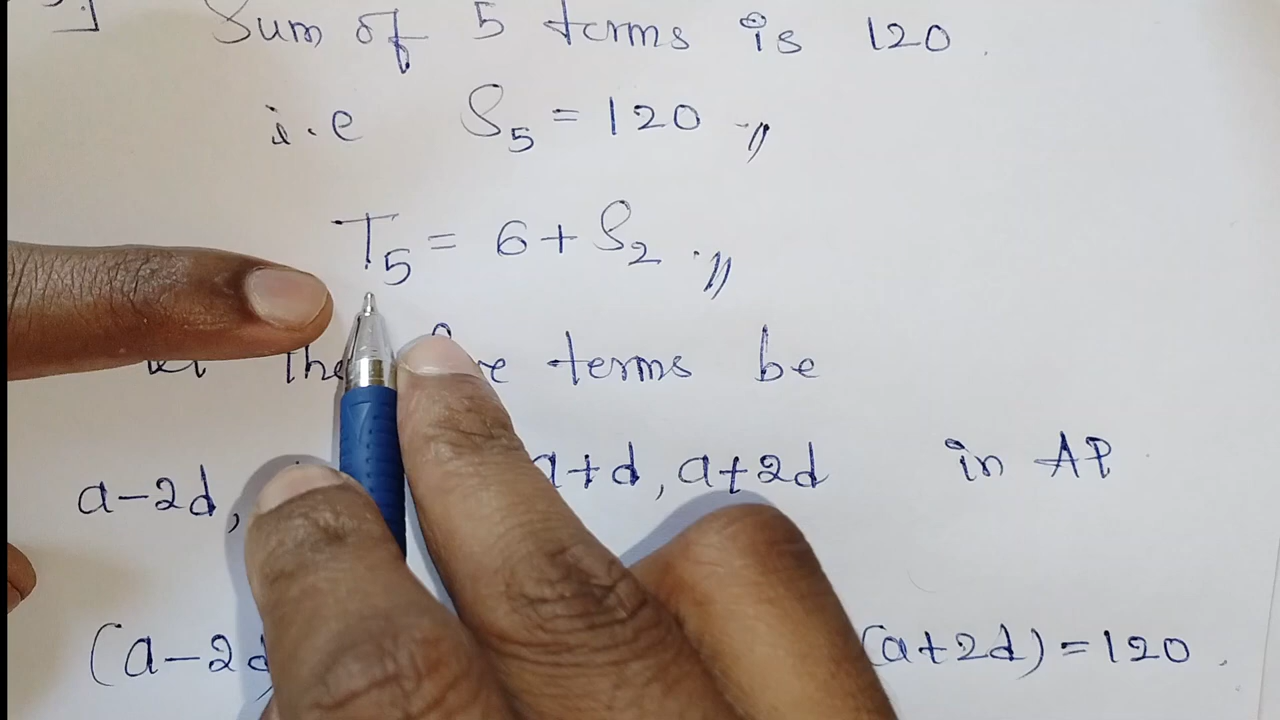 Sum of 5 terms is 120.
i.e S5 = 120
T5 = 6 + S2
terms be
a-2d, a+d, a+2d in AP
(a-2d) (a+2d) = 120.